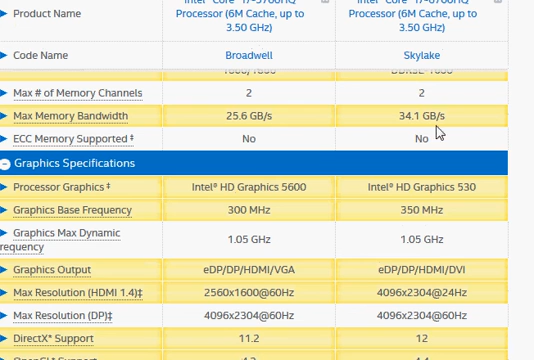 Product Name
Processor (6M Cache, up to 3.50 GHz)
Processor (6M Cache, up to 3.50 GHz)
Code Name Broadwell Skylake
Max # of Memory Channels 2 2
Max Memory Bandwidth 25.6 GB/s 34.1 GB/s
ECC Memory Supported ‡ No No
Graphics Specifications
Processor Graphics ‡ Intel® HD Graphics 5600 Intel® HD Graphics 530
Graphics Base Frequency 300 MHz 350 MHz
Graphics Max Dynamic
requency 1.05 GHz 1.05 GHz
Graphics Output eDP/DP/HDMI/VGA eDP/DP/HDMI/DVI
Max Resolution (HDMI 1.4)‡ 2560x1600@60Hz 4096x2304@24Hz
Max Resolution (DP)‡ 4096x2304@60Hz 4096x2304@60Hz
DirectX* Support 11.2 12